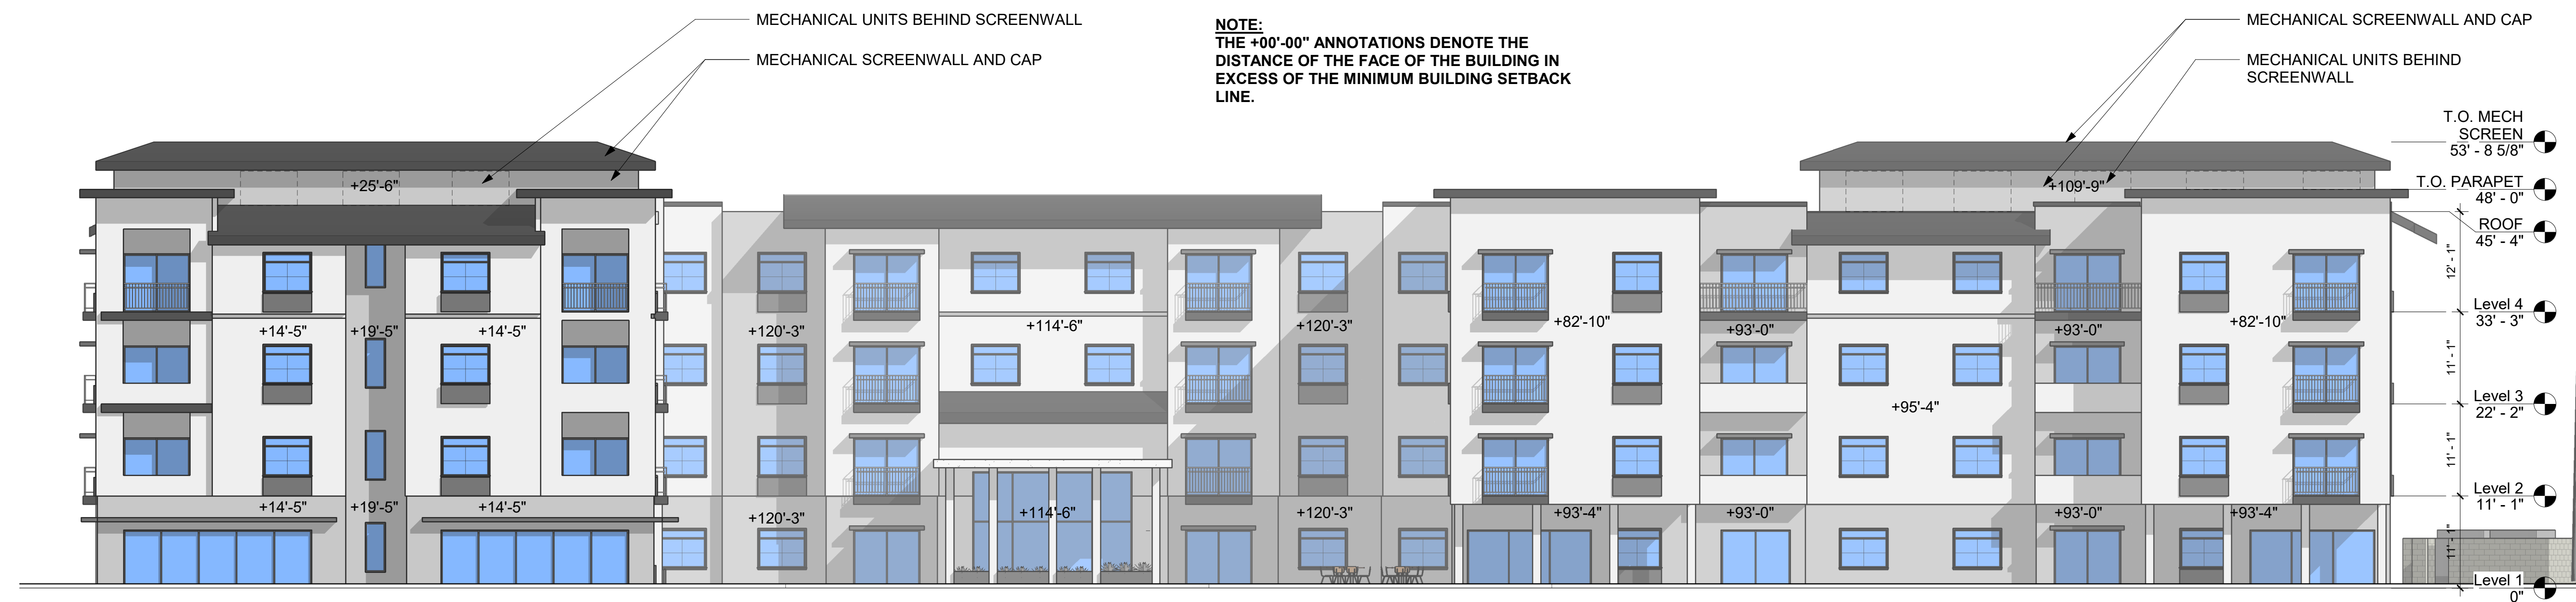 MECHANICAL UNITS BEHIND SCREENWALL
MECHANICAL SCREENWALL AND CAP
NOTE:
THE +00'-00" ANNOTATIONS DENOTE THE
DISTANCE OF THE FACE OF THE BUILDING IN
EXCESS OF THE MINIMUM BUILDING SETBACK
LINE.
MECHANICAL SCREENWALL AND CAP
MECHANICAL UNITS BEHIND
SCREENWALL
T.O. MECH
SCREEN
53' - 8 5/8"
T.O. PARAPET
48' - 0"
ROOF
45' - 4"
12' - 1"
Level 4
33' - 3"
11' - 1"
Level 3
22' - 2"
11' - 1"
Level 2
11' - 1"
11' - 1"
Level 1
0"
+25'-6"
+109'-9"
+14'-5"
+19'-5"
+14'-5"
+120'-3"
+114'-6"
+120'-3"
+82'-10"
+93'-0"
+93'-0"
+82'-10"
+95'-4"
+14'-5"
+19'-5"
+14'-5"
+120'-3"
+114'-6"
+120'-3"
+93'-4"
+93'-0"
+93'-0"
+93'-4"